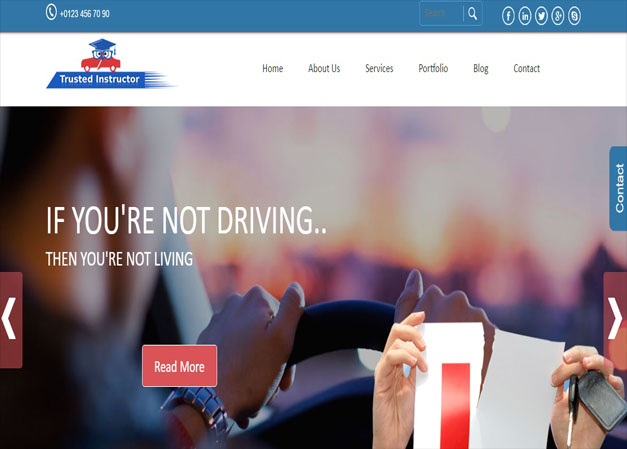 +0123 456 70 90
Search
Trusted Instructor
Home About Us Services Portfolio Blog Contact
Contact
IF YOU'RE NOT DRIVING..
THEN YOU'RE NOT LIVING
Read More